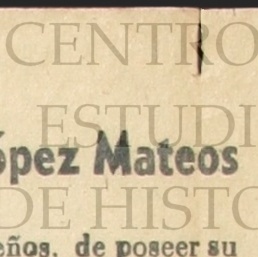 CENTRO
ESTUDI
ópez Mateos
DE HISTO
eños, de poseer su